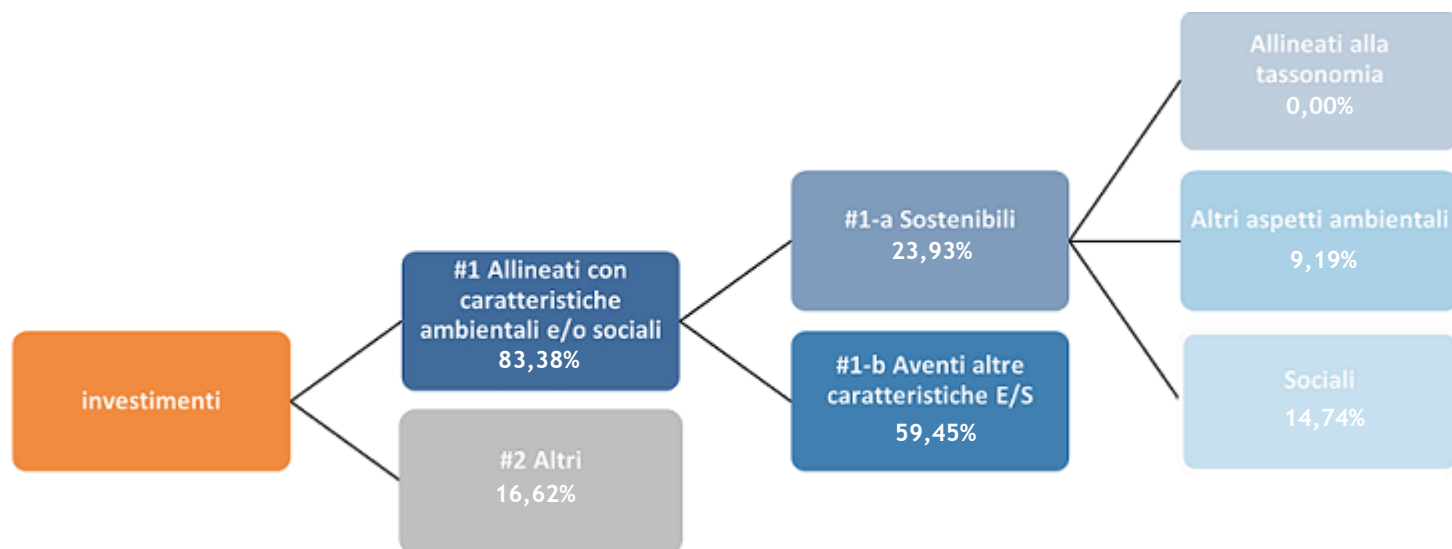 investimenti
#1 Allineati con
caratteristiche
ambientali e/o sociali
83,38%
#2 Altri
16,62%
#1-a Sostenibili
23,93%
#1-b Aventi altre
caratteristiche E/S
59,45%
Allineati alla
tassonomia
0,00%
Altri aspetti ambientali
9,19%
Sociali
14,74%